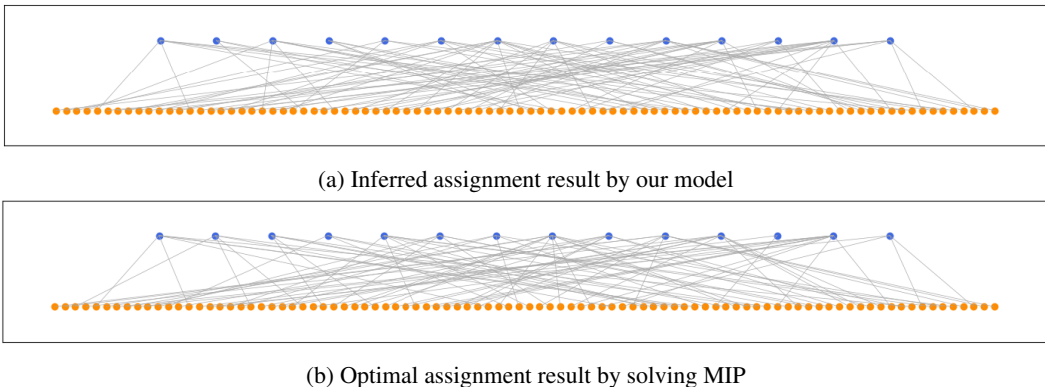 (a) Inferred assignment result by our model
(b) Optimal assignment result by solving MIP